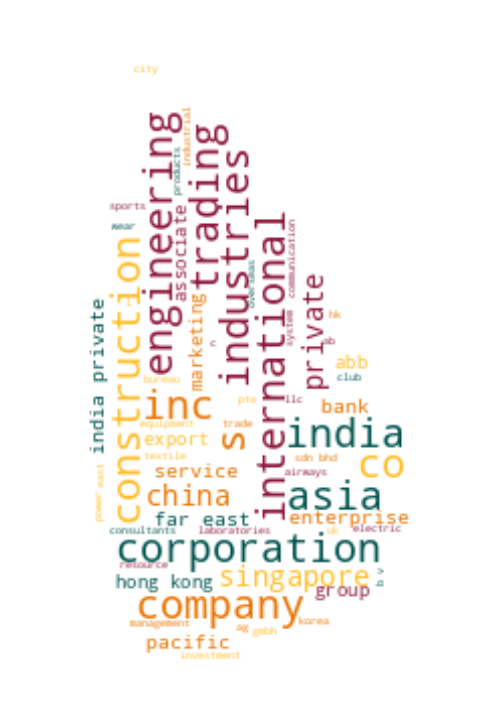 city
engineering
trading
industries
industrial
products
associate
sports
wear
construction
international
communication
overseas
private
marketing
system
india private
c
hk
ab
abb
club
bureau
inc
pte
llc
bank
equipment
trade
s
india
export
textile
sdn bhd
co
service
airways
power
east
china
asia
far east
enterprise
consultants
laboratories
uk
electric
corporation
resource
hong kong
singapore
group
b v
company
management
ag
gmbh
korea
pacific
investment